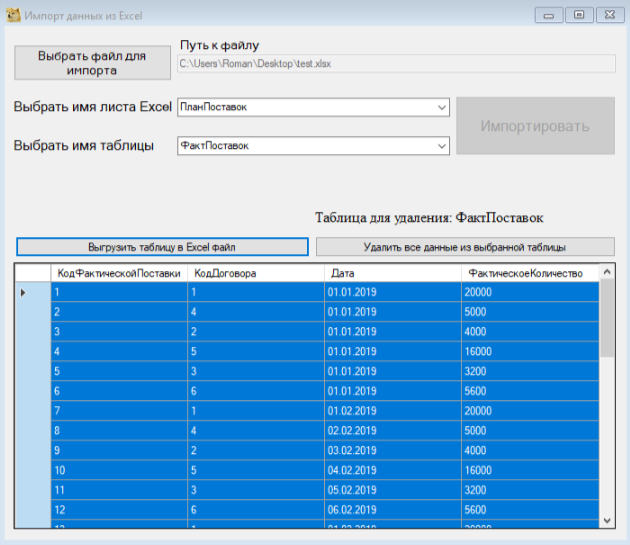 Импорт данных из Excel
Выбрать файл для импорта
Путь к файлу
C:\Users\Roman\Desktop\test.xlsx
Выбрать имя листа Excel
ПланПоставок
Импортировать
Выбрать имя таблицы
ФактПоставок
Таблица для удаления: ФактПоставок
Выгрузить таблицу в Excel файл
Удалить все данные из выбранной таблицы
КодФактическойПоставки КодДоговора Дата ФактическоеКоличество
1 1 01.01.2019 20000
2 4 01.01.2019 5000
3 2 01.01.2019 4000
4 5 01.01.2019 16000
5 3 01.01.2019 3200
6 6 01.01.2019 5600
7 1 01.02.2019 20000
8 4 02.02.2019 5000
9 2 03.02.2019 4000
10 5 04.02.2019 16000
11 3 05.02.2019 3200
12 6 06.02.2019 5600